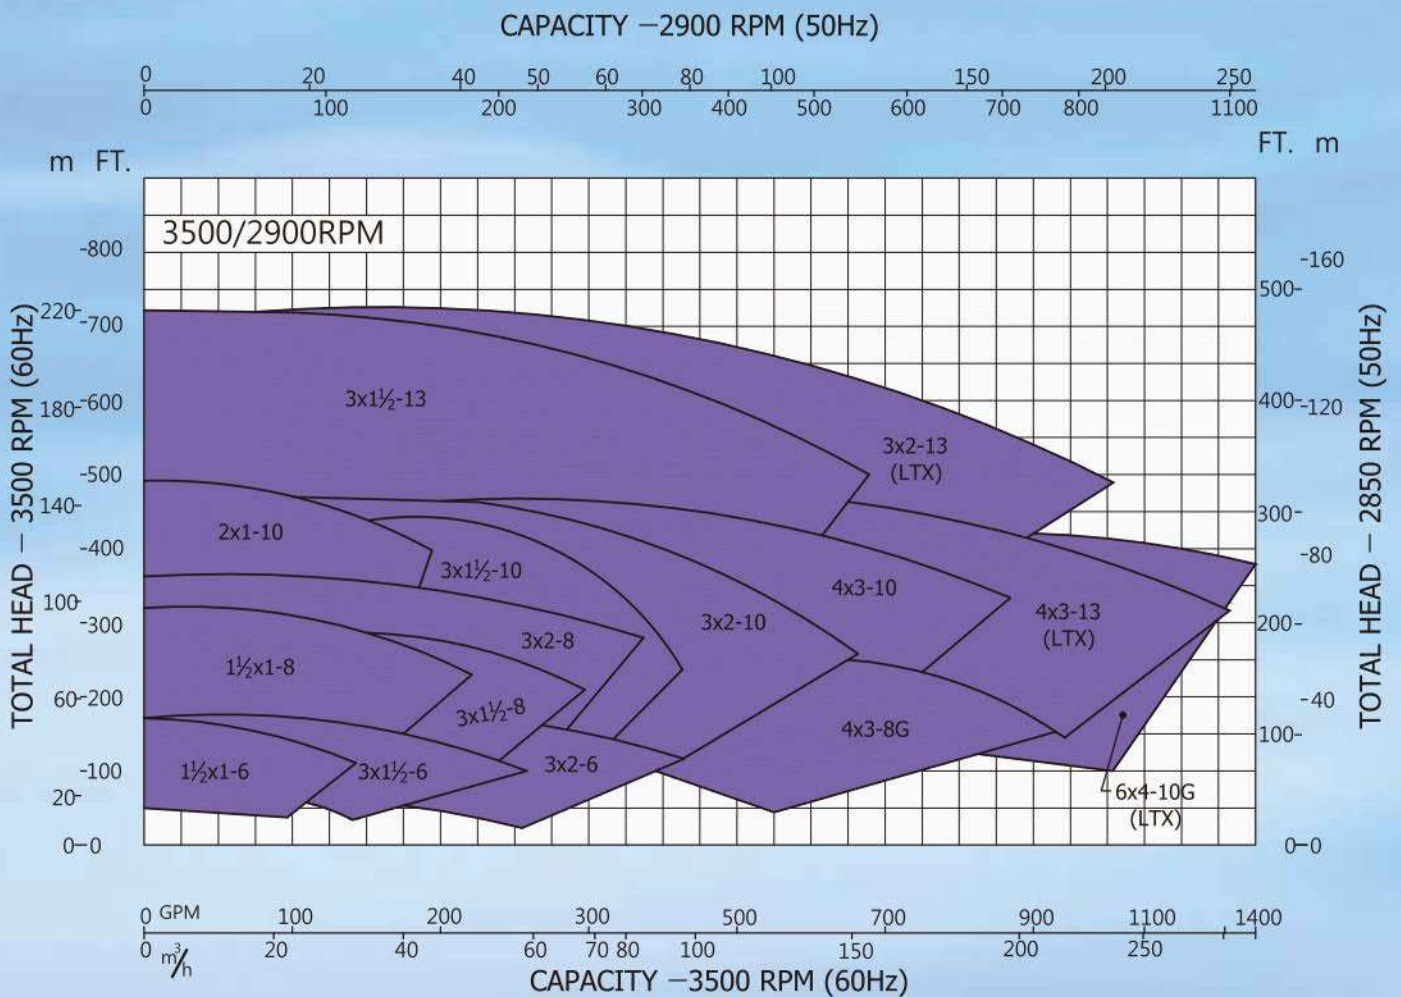 CAPACITY —2900 RPM (50Hz)
0 20 40 50 60 80 100 150 200 250
0 100 200 300 400 500 600 700 800 1100
m FT.
FT. m
3500/2900RPM
-800
-160
500-
220-
-700
180-
-600
400-
-120
3x1½-13
3x2-13
(LTX)
-500
140-
300-
2x1-10
-400
-80
3x1½-10
4x3-10
100-
-300
3x2-10
4x3-13
(LTX)
200-
3x2-8
1½x1-8
60-
-200
-40
3x1½-8
4x3-8G
100-
-100
1½x1-6
3x1½-6
3x2-6
20-
6x4-10G
(LTX)
0-0
0-0
TOTAL HEAD — 3500 RPM (60Hz)
TOTAL HEAD — 2850 RPM (50Hz)
0 GPM 100 200 300 500 700 900 1100 1400
0 m³/h 20 40 60 70 80 100 150 200 250
CAPACITY —3500 RPM (60Hz)